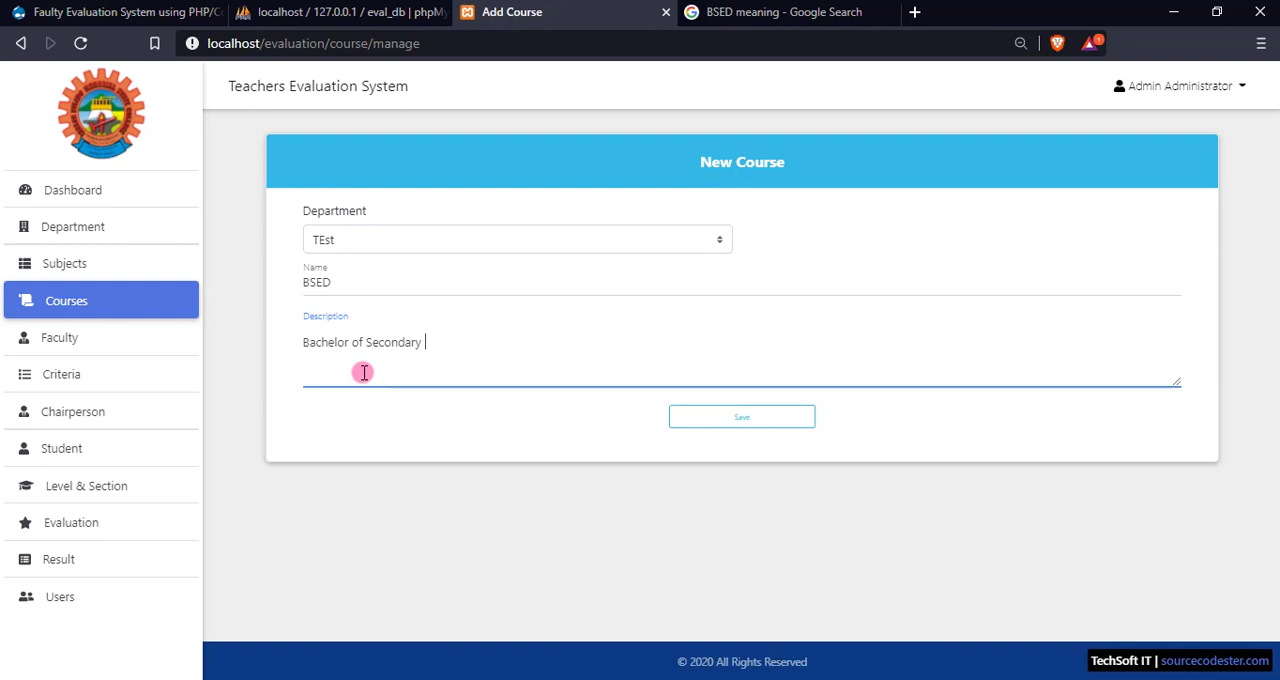 Faulty Evaluation System using PHP/C
localhost / 127.0.0.1 / eval_db | phpMy
Add Course
BSED meaning - Google Search
localhost/evaluation/course/manage
1
Teachers Evaluation System
Admin Administrator
Dashboard
Department
Subjects
Courses
Faculty
Criteria
Chairperson
Student
Level & Section
Evaluation
Result
Users
New Course
Department
TEst
Name
BSED
Description
Bachelor of Secondary
Save
© 2020 All Rights Reserved
TechSoft IT | sourcecodester.com